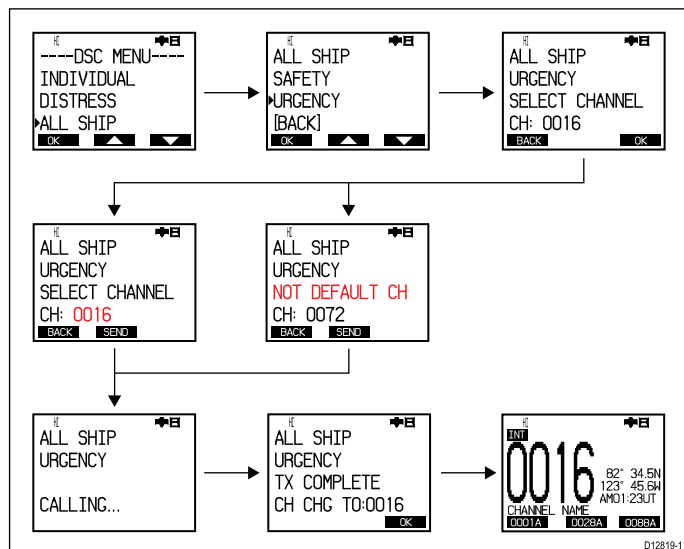 HI
----DSC MENU----
INDIVIDUAL
DISTRESS
ALL SHIP
OK
HI
ALL SHIP
SAFETY
URGENCY
[BACK]
OK
HI
ALL SHIP
URGENCY
SELECT CHANNEL
CH: 0016
BACK OK
HI
ALL SHIP
URGENCY
SELECT CHANNEL
CH: 0016
BACK SEND
HI
ALL SHIP
URGENCY
NOT DEFAULT CH
CH: 0072
BACK SEND
HI
ALL SHIP
URGENCY
CALLING...
HI
ALL SHIP
URGENCY
TX COMPLETE
CH CHG TO:0016
OK
HI
INT
0016
82° 34.5N
123° 45.6W
AM01:23UT
CHANNEL NAME
0001A 0028A 0088A
D12819-1